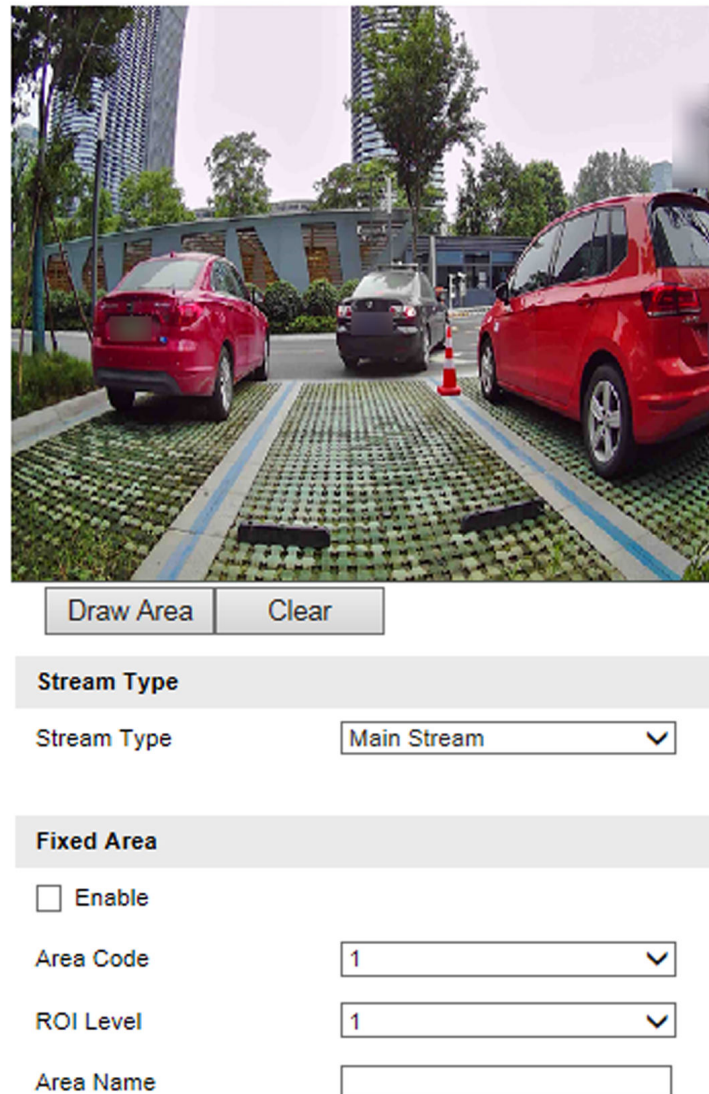 Draw Area Clear
Stream Type
Stream Type Main Stream
Fixed Area
Enable
Area Code 1
ROI Level 1
Area Name